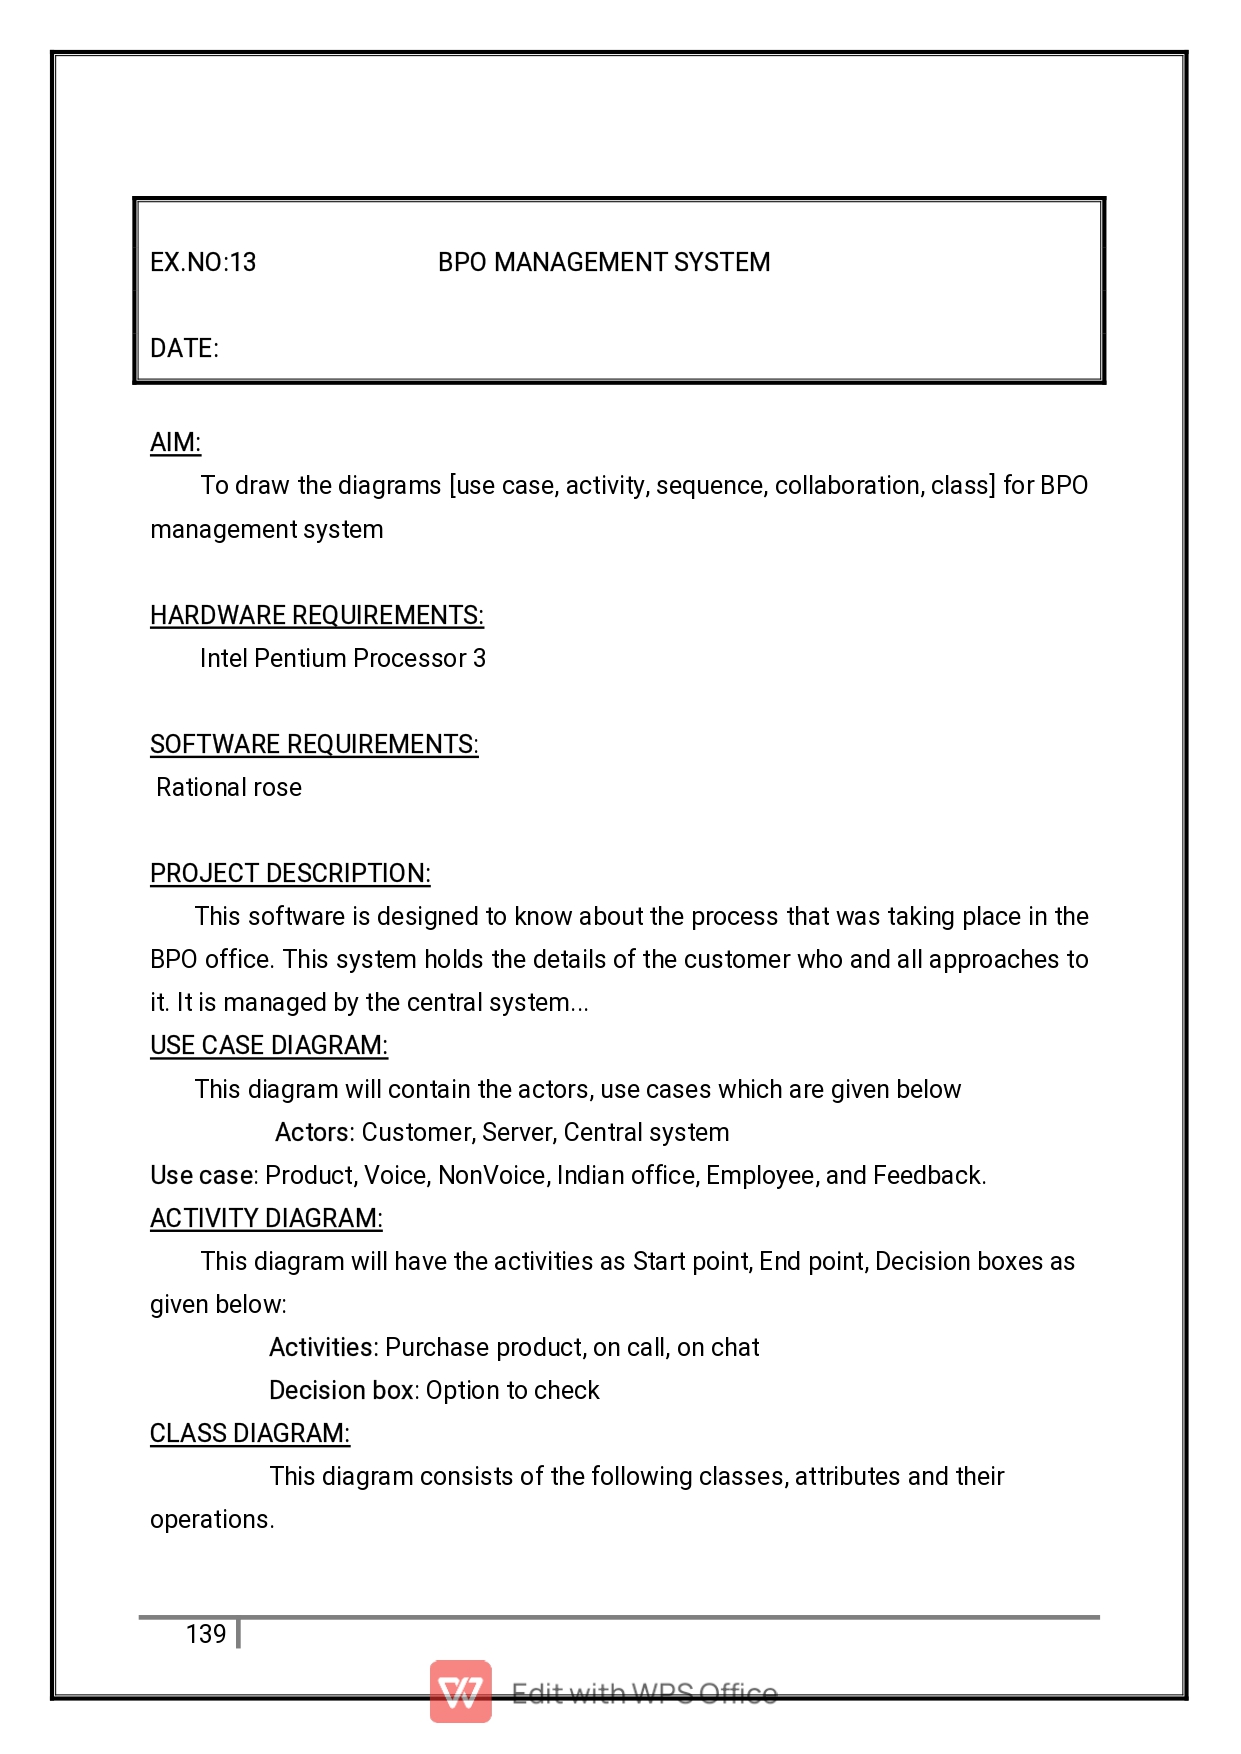 EX.NO:13 BPO MANAGEMENT SYSTEM
DATE:
AIM:
To draw the diagrams [use case, activity, sequence, collaboration, class] for BPO
management system
HARDWARE REQUIREMENTS:
Intel Pentium Processor 3
SOFTWARE REQUIREMENTS:
Rational rose
PROJECT DESCRIPTION:
This software is designed to know about the process that was taking place in the
BPO office. This system holds the details of the customer who and all approaches to
it. It is managed by the central system...
USE CASE DIAGRAM:
This diagram will contain the actors, use cases which are given below
Actors: Customer, Server, Central system
Use case: Product, Voice, NonVoice, Indian office, Employee, and Feedback.
ACTIVITY DIAGRAM:
This diagram will have the activities as Start point, End point, Decision boxes as
given below:
Activities: Purchase product, on call, on chat
Decision box: Option to check
CLASS DIAGRAM:
This diagram consists of the following classes, attributes and their
operations.
139
Edit with WPS Office